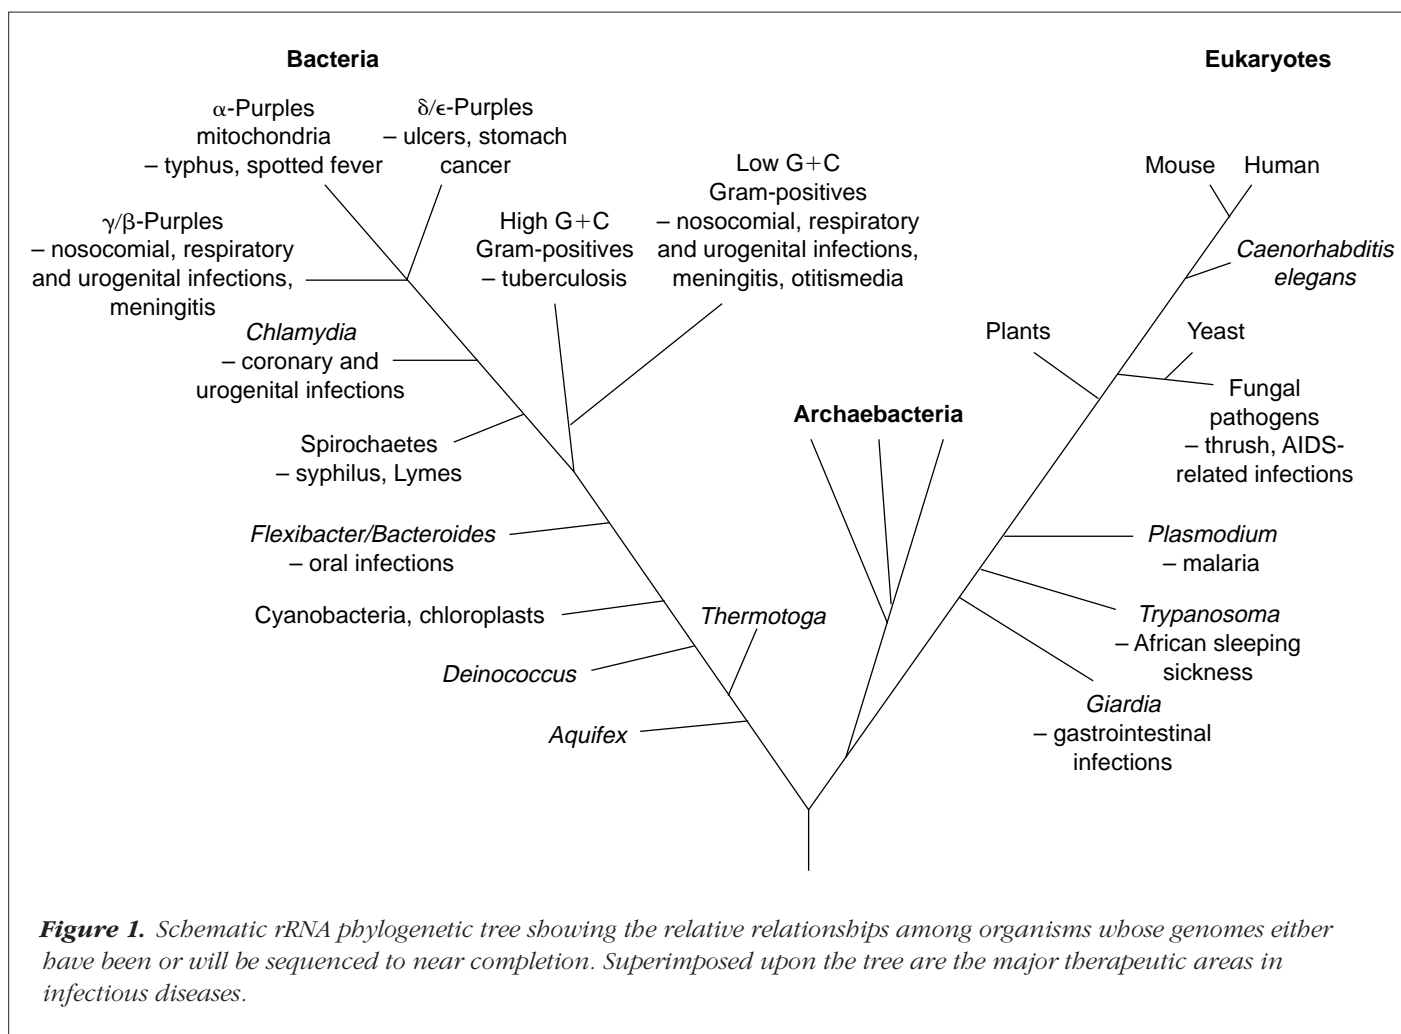 Bacteria
Eukaryotes
α-Purples
mitochondria
– typhus, spotted fever
δ/ϵ-Purples
– ulcers, stomach
cancer
γ/β-Purples
– nosocomial, respiratory
and urogenital infections,
meningitis
High G+C
Gram-positives
– tuberculosis
Low G+C
Gram-positives
– nosocomial, respiratory
and urogenital infections,
meningitis, otitismedia
Mouse
Human
Caenorhabditis
elegans
Chlamydia
– coronary and
urogenital infections
Plants
Yeast
Fungal
pathogens
– thrush, AIDS-
related infections
Archaebacteria
Spirochaetes
– syphilus, Lymes
Flexibacter/Bacteroides
– oral infections
Plasmodium
– malaria
Cyanobacteria, chloroplasts
Thermotoga
Trypanosoma
– African sleeping
sickness
Deinococcus
Giardia
– gastrointestinal
infections
Aquifex
Figure 1. Schematic rRNA phylogenetic tree showing the relative relationships among organisms whose genomes either
have been or will be sequenced to near completion. Superimposed upon the tree are the major therapeutic areas in
infectious diseases.